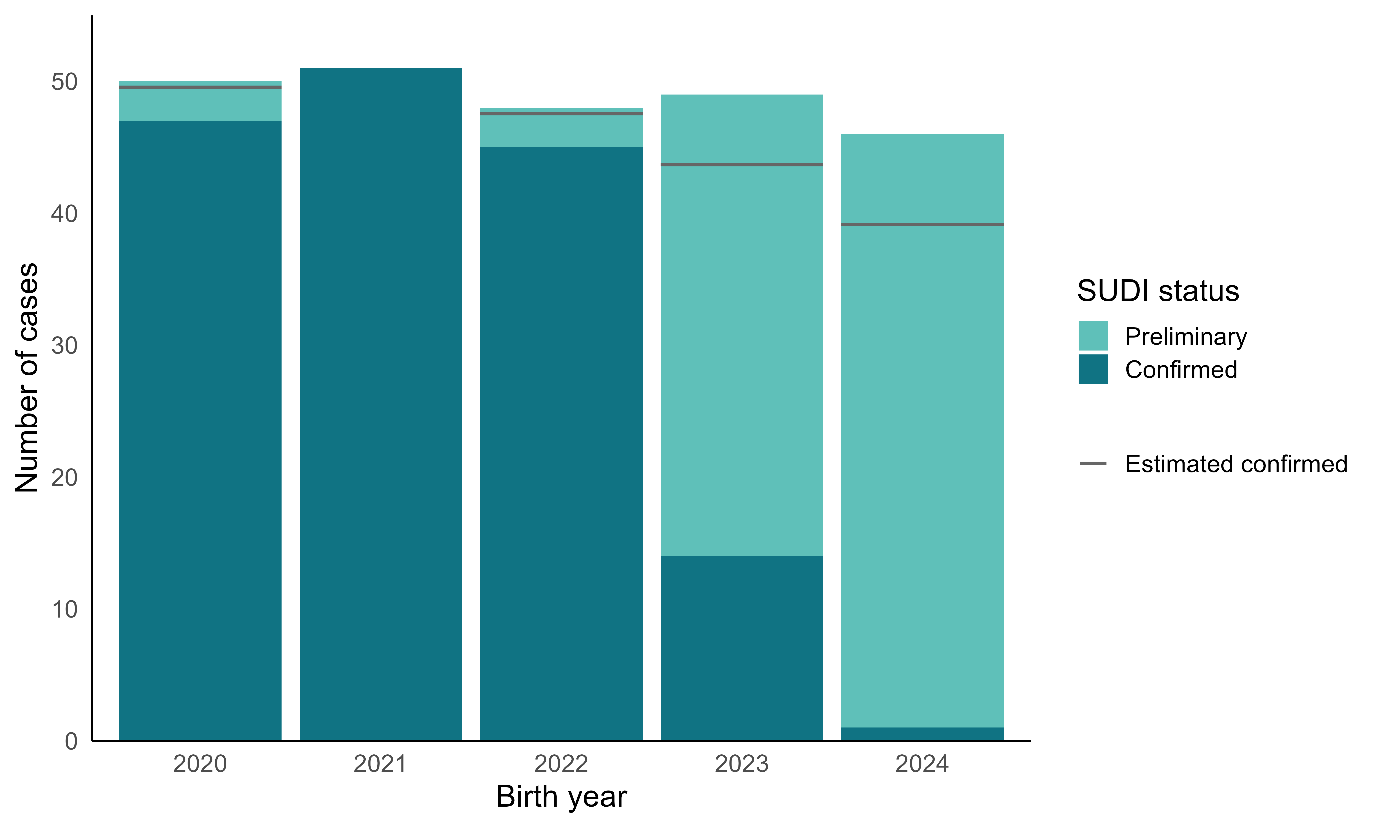 50
40
30
20
10
0
Number of cases
2020 2021 2022 2023 2024
Birth year
SUDI status
Preliminary
Confirmed
Estimated confirmed